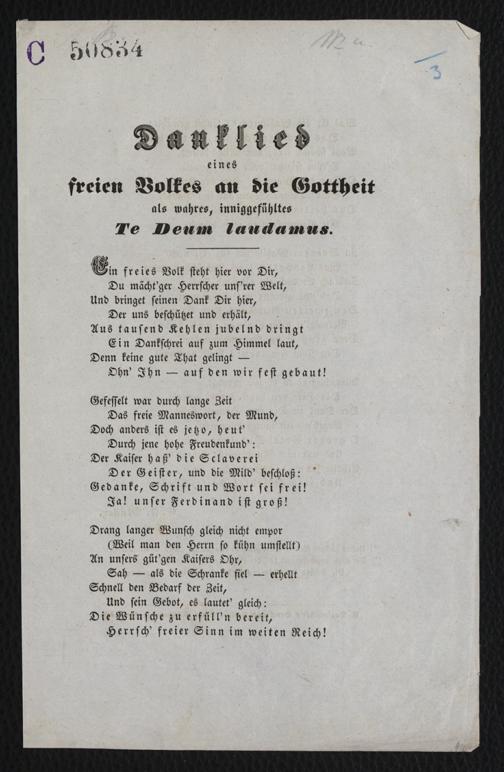 C 50834
3
Danklied
eines
freien Volkes an die Gottheit
als wahres, inniggefühltes
Te Deum laudamus.
Ein freies Volk steht hier vor Dir,
Du mächt'ger Herrscher uns'rer Welt,
Und bringet seinen Dank Dir hier,
Der uns beschützet und erhält,
Aus tausend Kehlen jubelnd dringt
Ein Dankschrei auf zum Himmel laut,
Denn keine gute That gelingt —
Ohn' Ihn — auf den wir fest gebaut!
Gefesselt war durch lange Zeit
Das freie Manneswort, der Mund,
Doch anders ist es jetzo, heut'
Durch jene hohe Freudenkund':
Der Kaiser haß' die Sclaverei
Der Geister, und die Mild' beschloß:
Gedanke, Schrift und Wort sei frei!
Ja! unser Ferdinand ist groß!
Drang langer Wunsch gleich nicht empor
(Weil man den Herrn so kühn umstellt)
An unsers güt'gen Kaisers Ohr,
Sah — als die Schranke fiel — erhellt
Schnell den Bedarf der Zeit,
Und sein Gebot, es lautet' gleich:
Die Wünsche zu erfüll'n bereit,
Herrsch' freier Sinn im weiten Reich!